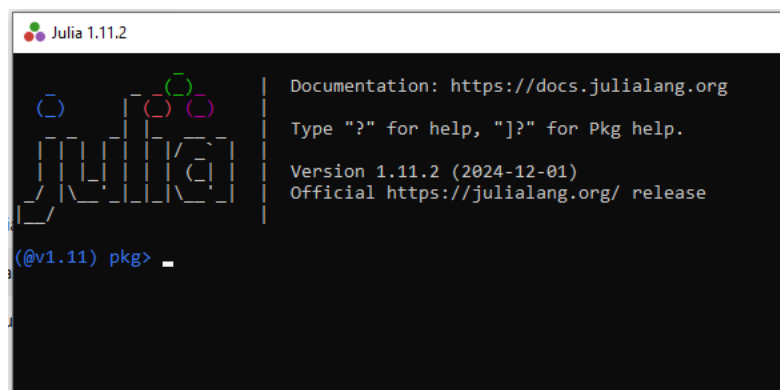 Julia 1.11.2
Documentation: https://docs.julialang.org
Type "?" for help, "]?" for Pkg help.
Version 1.11.2 (2024-12-01)
Official https://julialang.org/ release
julia
(@v1.11) pkg>